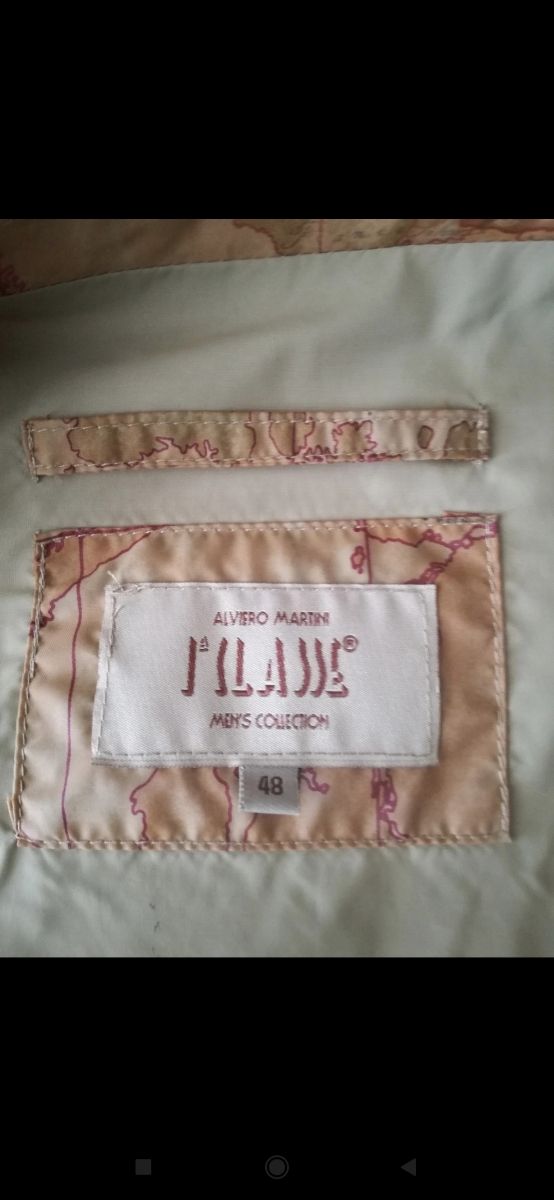 ALVIERO MARTINI
1ª CLASSE®
MEN'S COLLECTION
48